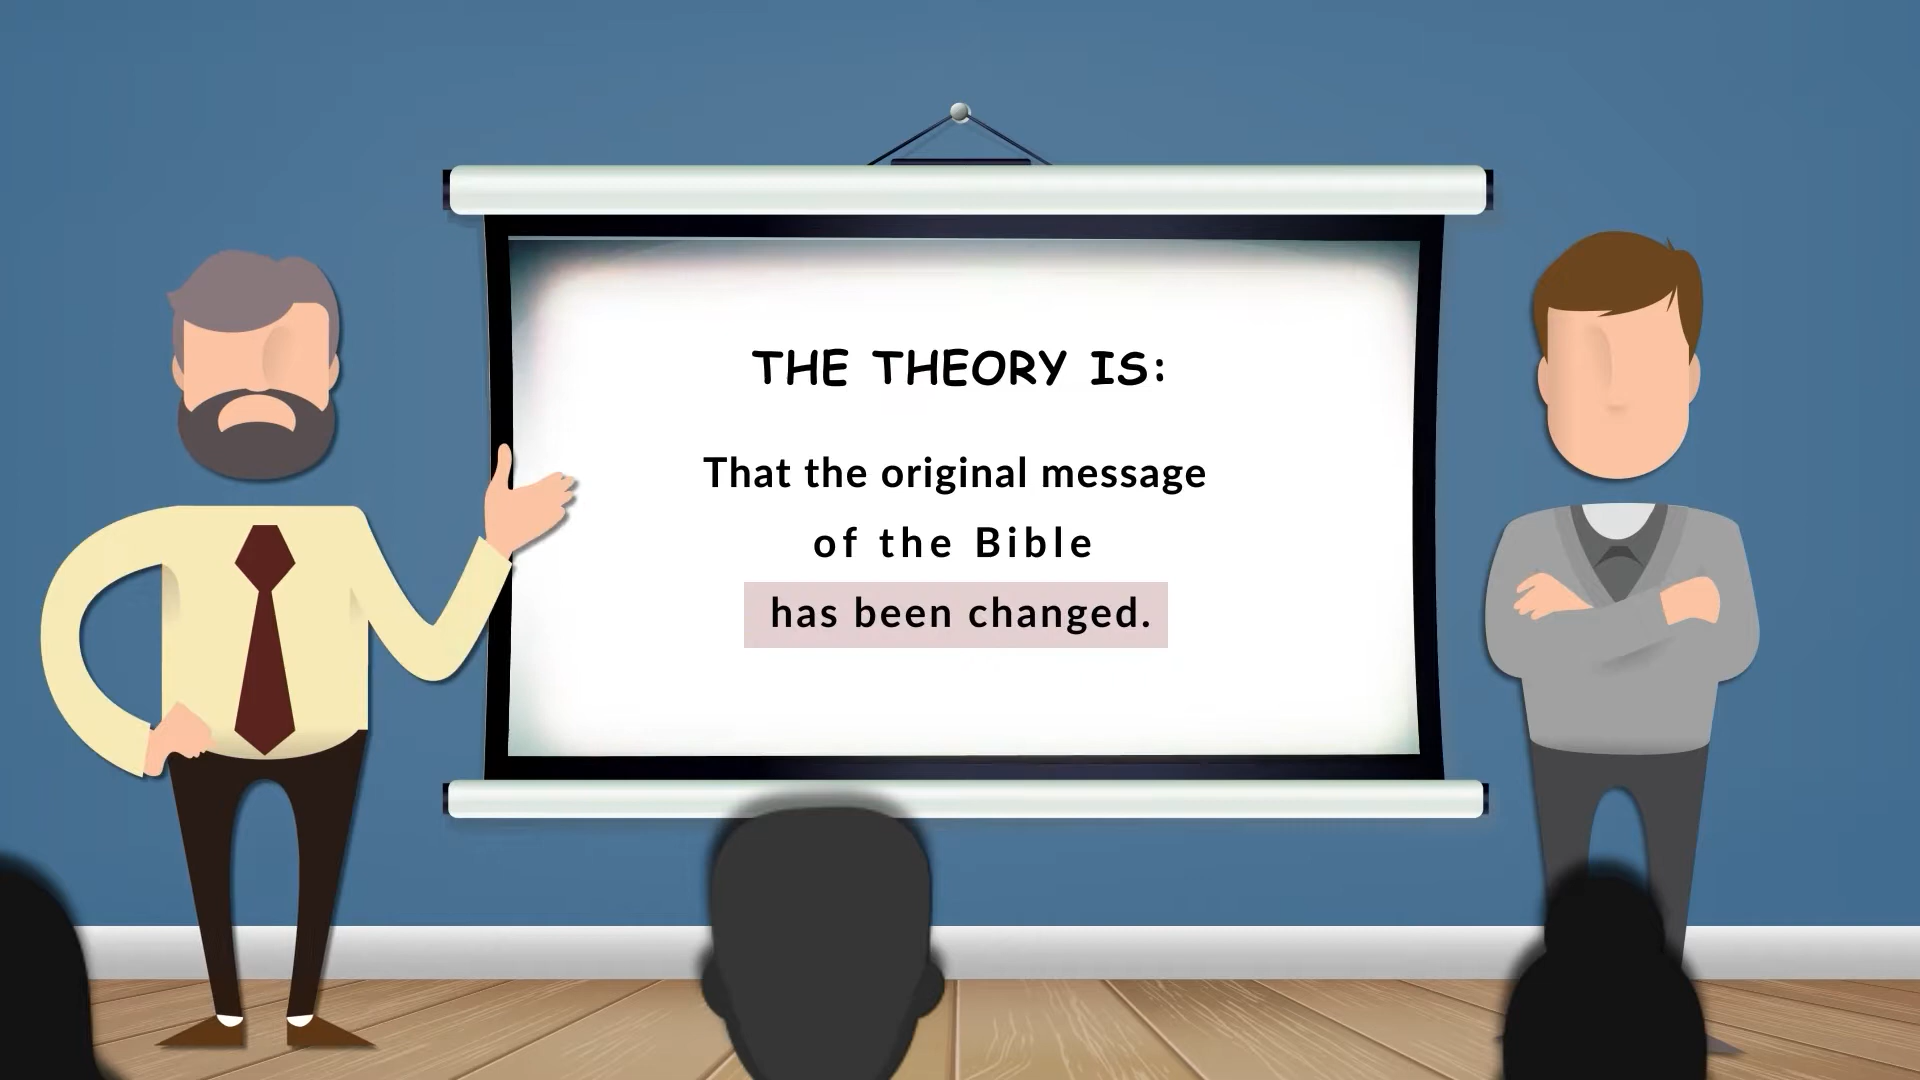 THE THEORY IS:
That the original message
of the Bible
has been changed.